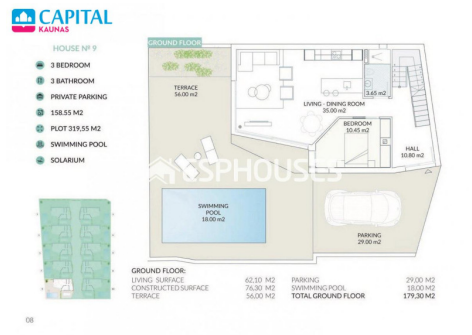 CAPITAL
KAUNAS
HOUSE Nº 9
3 BEDROOM
3 BATHROOM
PRIVATE PARKING
158.55 M2
PLOT 319,55 M2
SWIMMING POOL
SOLARIUM
GROUND FLOOR
TERRACE
56.00 m2
LIVING - DINING ROOM
35.00 m2
3.65 m2
BEDROOM
10.45 m2
HALL
10.80 m2
ESPHOUSES
SWIMMING
POOL
18.00 m2
PARKING
29.00 m2
GROUND FLOOR:
LIVING SURFACE 62,10 M2
CONSTRUCTED SURFACE 76,30 M2
TERRACE 56,00 M2
PARKING 29,00 M2
SWIMMING POOL 18,00 M2
TOTAL GROUND FLOOR 179,30 M2
08